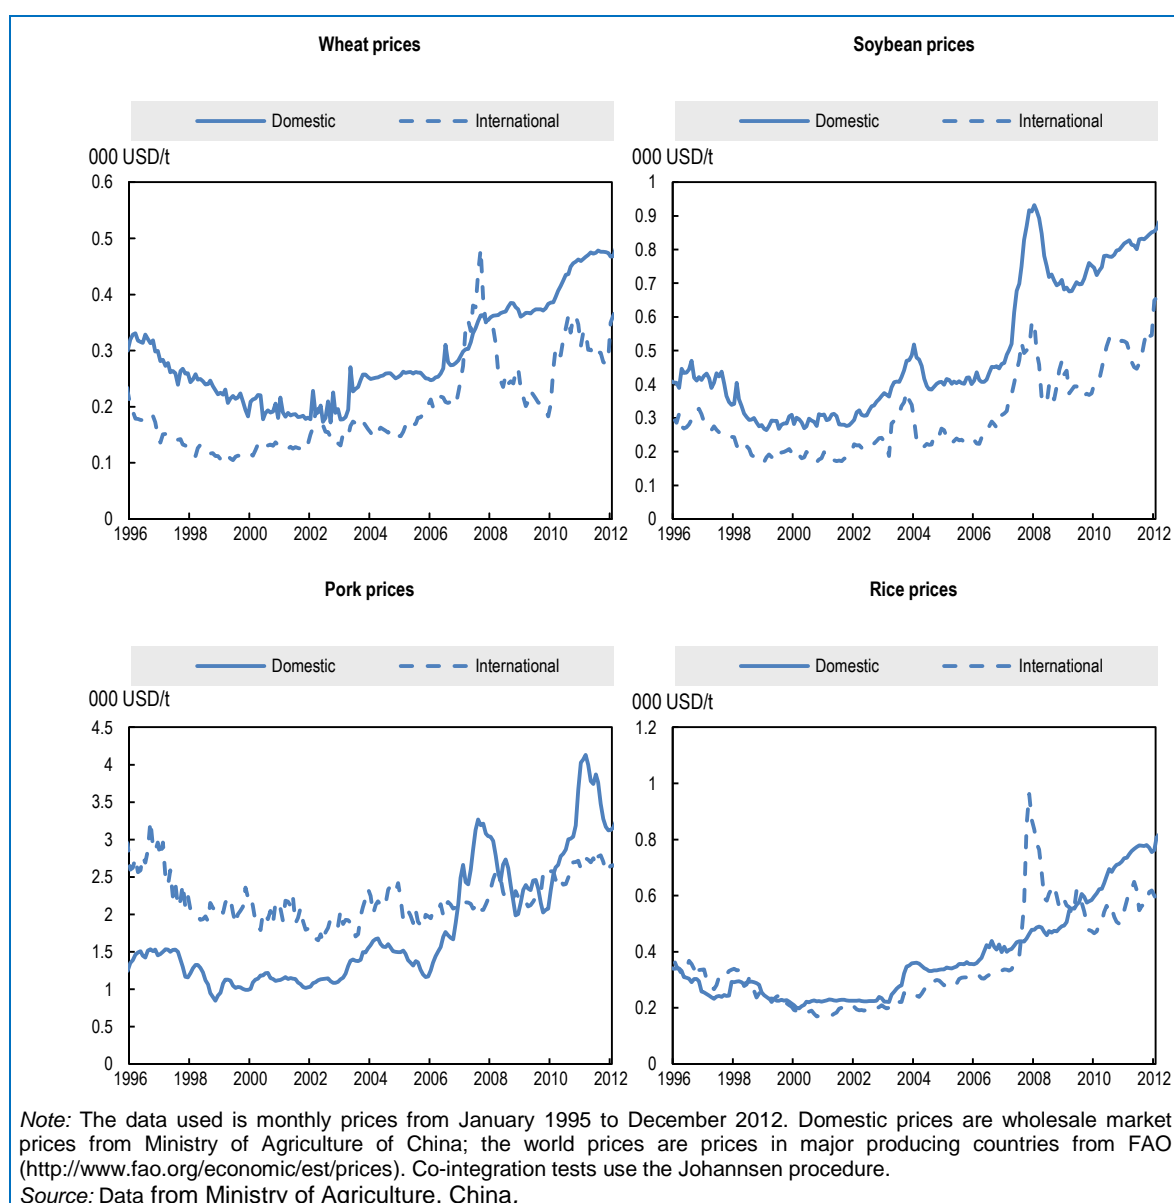 Wheat prices
Domestic
International
000 USD/t
0.6
0.5
0.4
0.3
0.2
0.1
0
1996 1998 2000 2002 2004 2006 2008 2010 2012
Soybean prices
Domestic
International
000 USD/t
1
0.9
0.8
0.7
0.6
0.5
0.4
0.3
0.2
0.1
0
1996 1998 2000 2002 2004 2006 2008 2010 2012
Pork prices
Domestic
International
000 USD/t
4.5
4
3.5
3
2.5
2
1.5
1
0.5
0
1996 1998 2000 2002 2004 2006 2008 2010 2012
Rice prices
Domestic
International
000 USD/t
1.2
1
0.8
0.6
0.4
0.2
0
1996 1998 2000 2002 2004 2006 2008 2010 2012
Note: The data used is monthly prices from January 1995 to December 2012. Domestic prices are wholesale market
prices from Ministry of Agriculture of China; the world prices are prices in major producing countries from FAO
(http://www.fao.org/economic/est/prices). Co-integration tests use the Johannsen procedure.
Source: Data from Ministry of Agriculture, China.